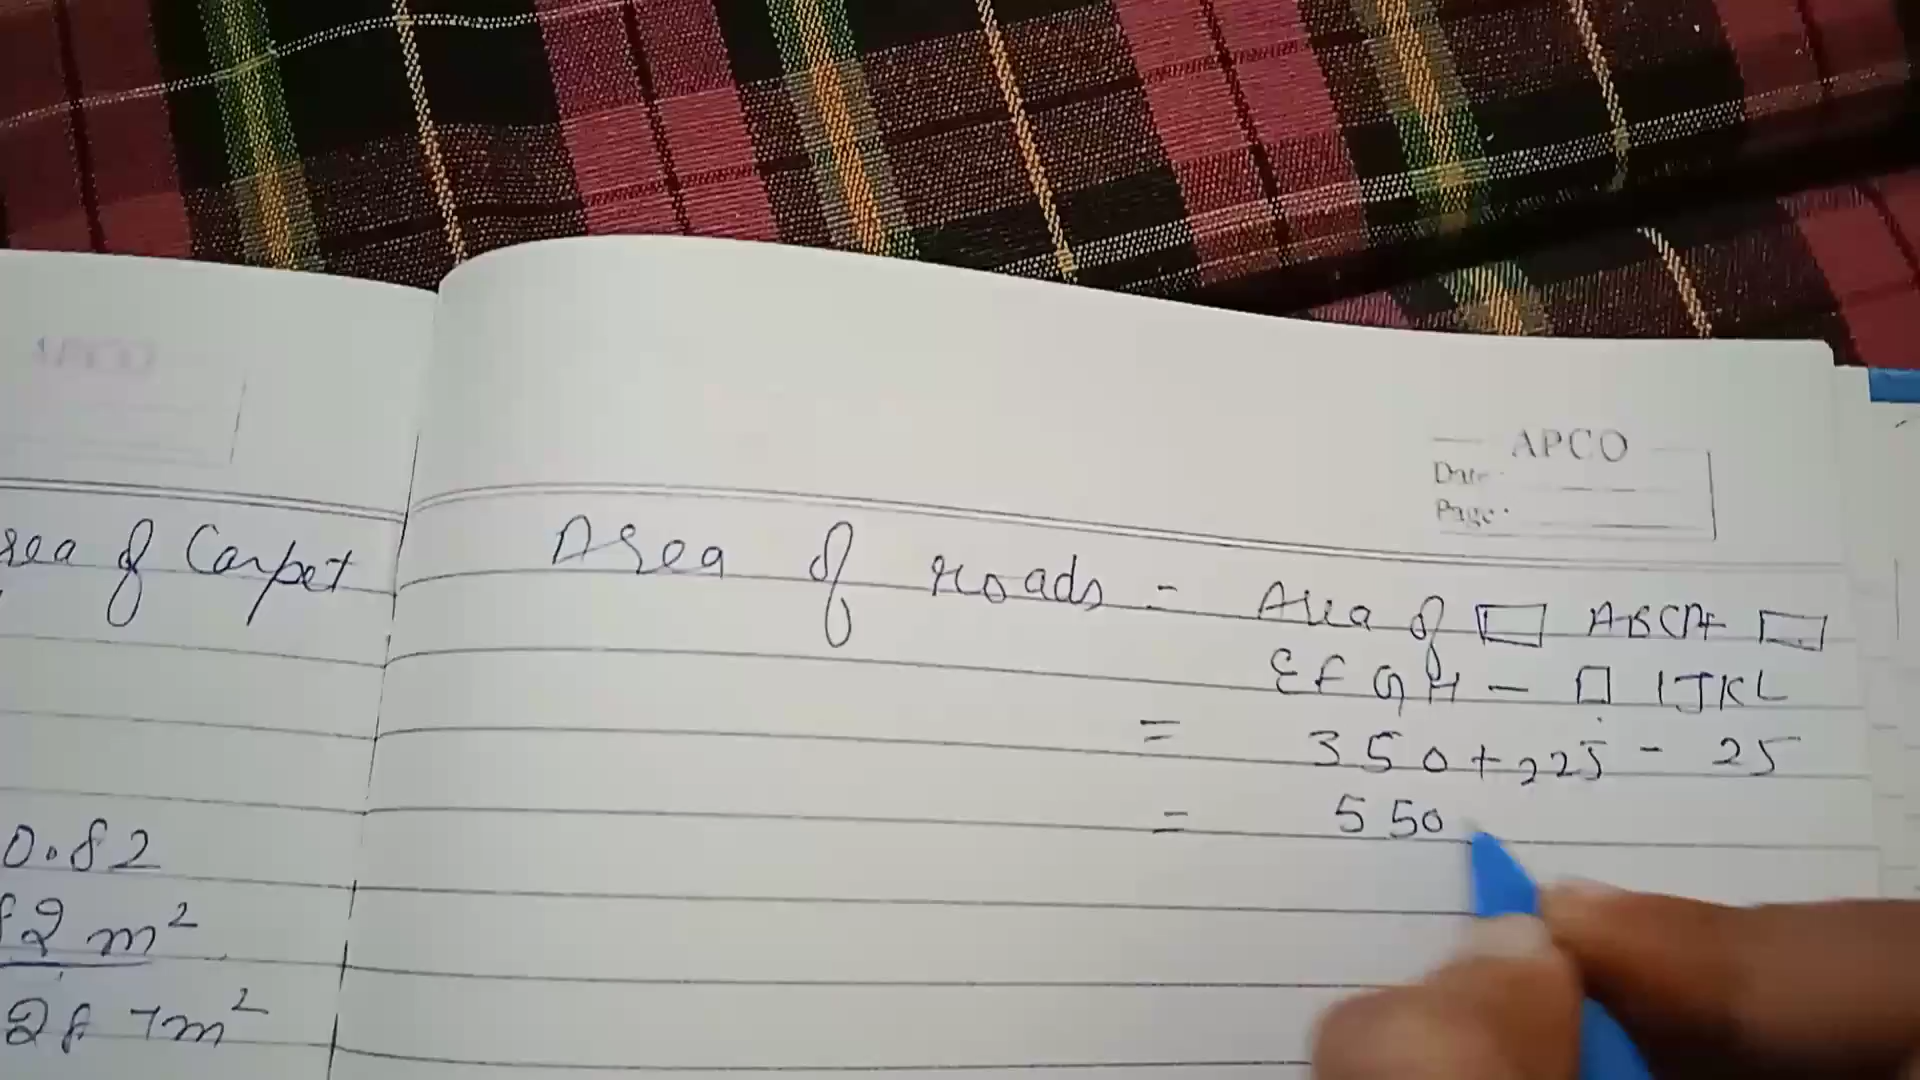 APCO
rea of Carpet
0.82
82 m²
7m²
APCO
Date
Page
Area of roads = Area of ▭ ABCD + ▭
EFGH - □ IJKL
= 350 + 225 - 25
= 550